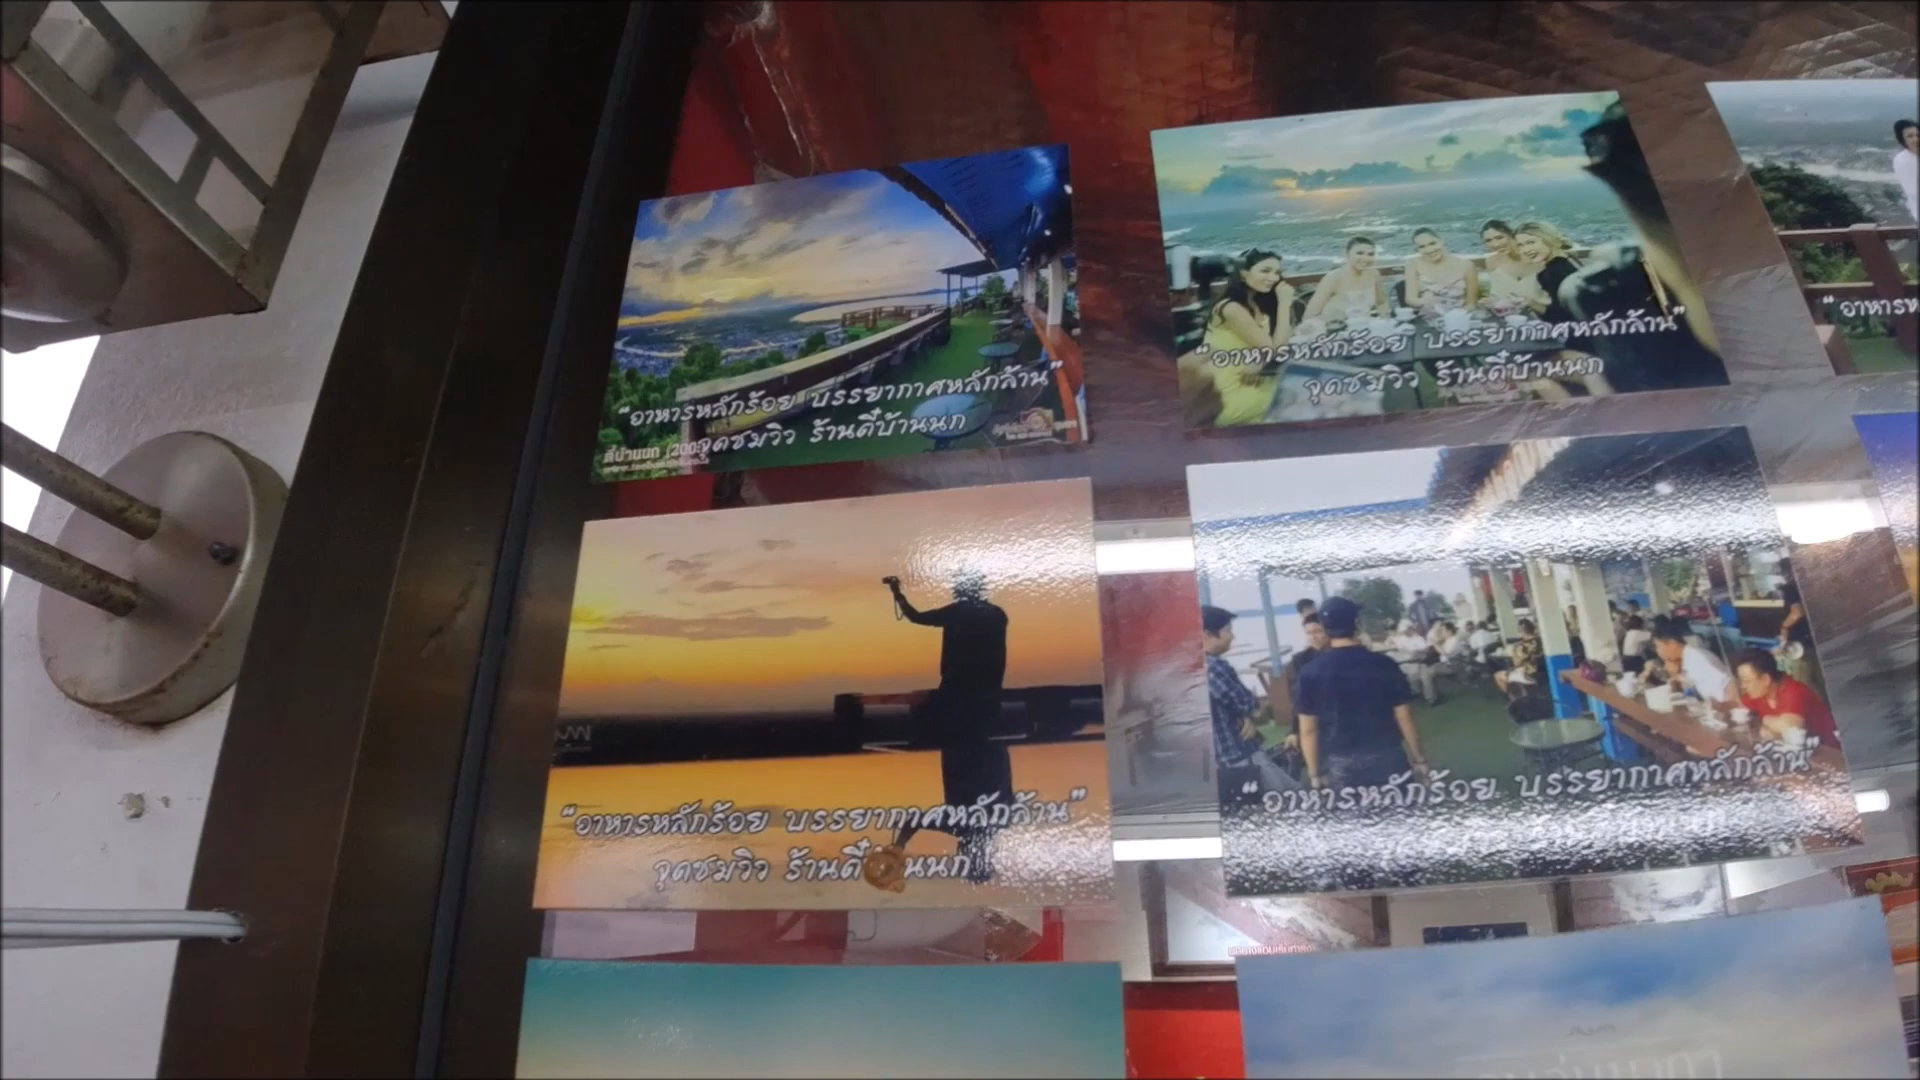 "อาหารหลักร้อย บรรยากาศหลักล้าน"
จุดชมวิว ร้านตี๋บ้านนก
"อาหารหลักร้อย บรรยากาศหลักล้าน"
จุดชมวิว ร้านตี๋บ้านนก
"อาหารห
"อาหารหลักร้อย บรรยากาศหลักล้าน"
จุดชมวิว ร้านตี๋ านนก
"อาหารหลักร้อย บรรยากาศหลักล้าน"